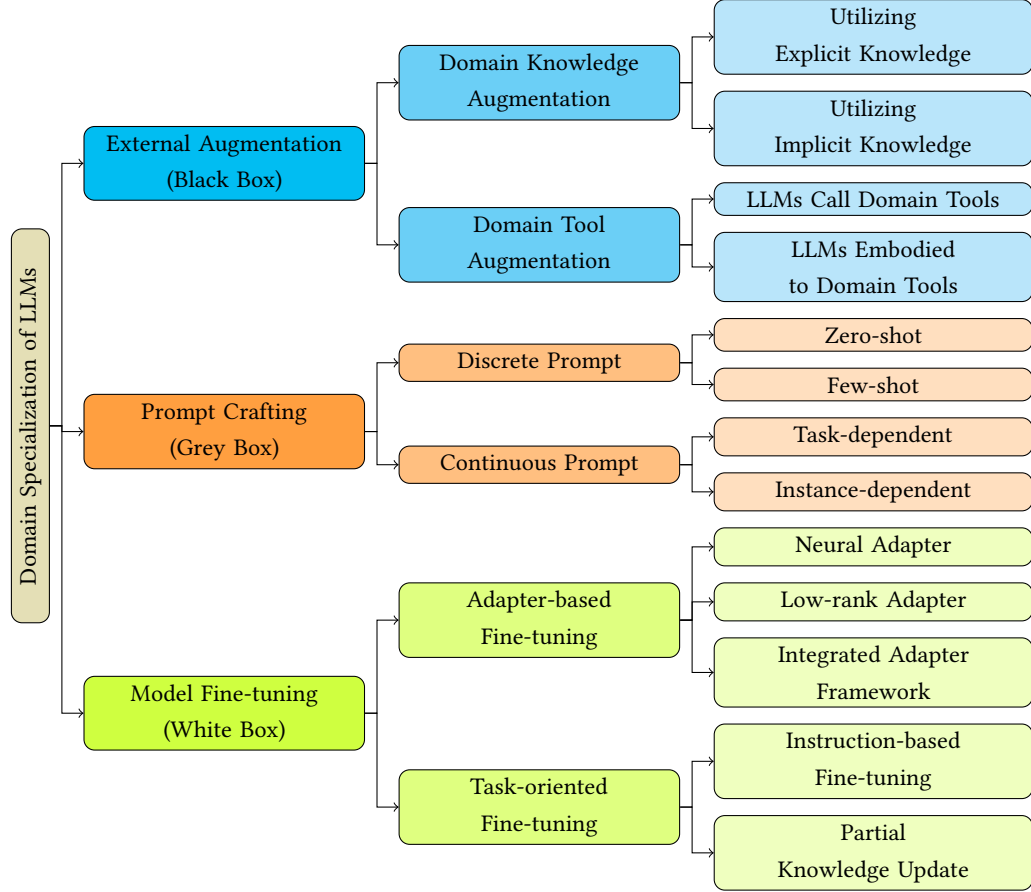 Domain Specialization of LLMs
External Augmentation
(Black Box)
Domain Knowledge
Augmentation
Utilizing
Explicit Knowledge
Utilizing
Implicit Knowledge
Domain Tool
Augmentation
LLMs Call Domain Tools
LLMs Embodied
to Domain Tools
Prompt Crafting
(Grey Box)
Discrete Prompt
Zero-shot
Few-shot
Continuous Prompt
Task-dependent
Instance-dependent
Model Fine-tuning
(White Box)
Adapter-based
Fine-tuning
Neural Adapter
Low-rank Adapter
Integrated Adapter
Framework
Task-oriented
Fine-tuning
Instruction-based
Fine-tuning
Partial
Knowledge Update